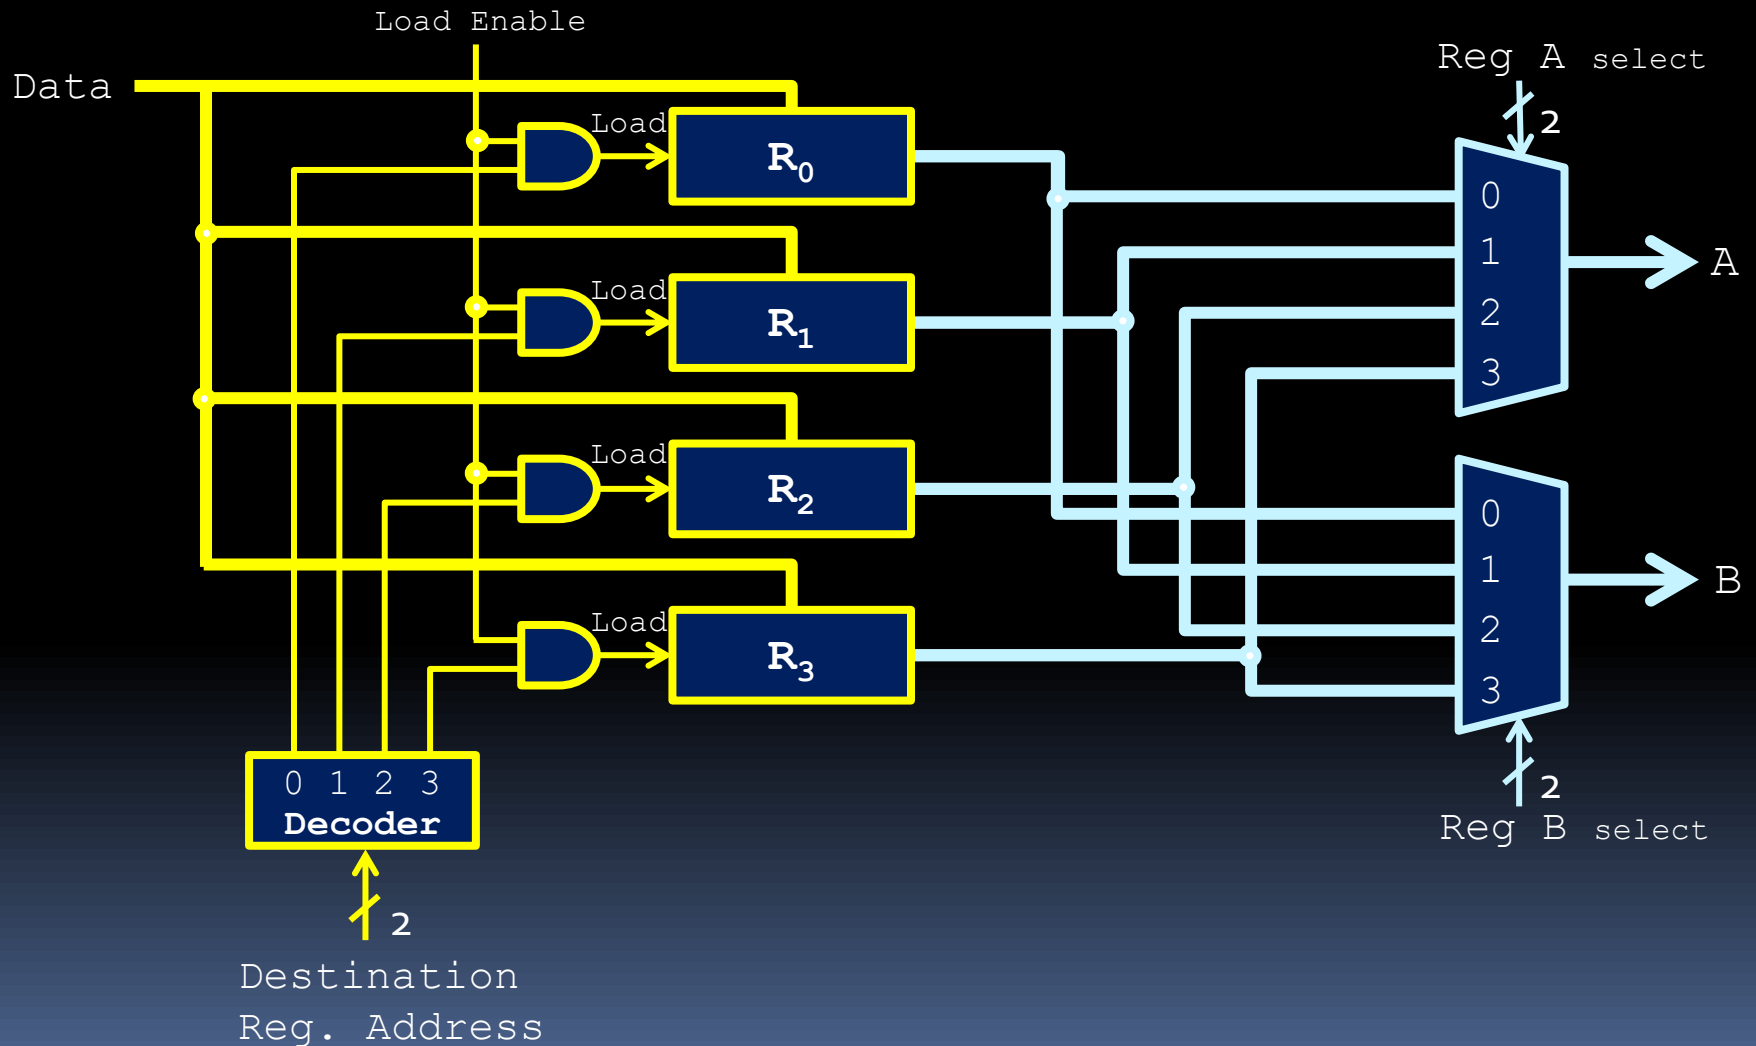 Load Enable
Data
Reg A select
2
Load
R0
0
1
2
3
A
Load
R1
Load
R2
0
1
2
3
B
Load
R3
2
Reg B select
0 1 2 3
Decoder
2
Destination
Reg. Address